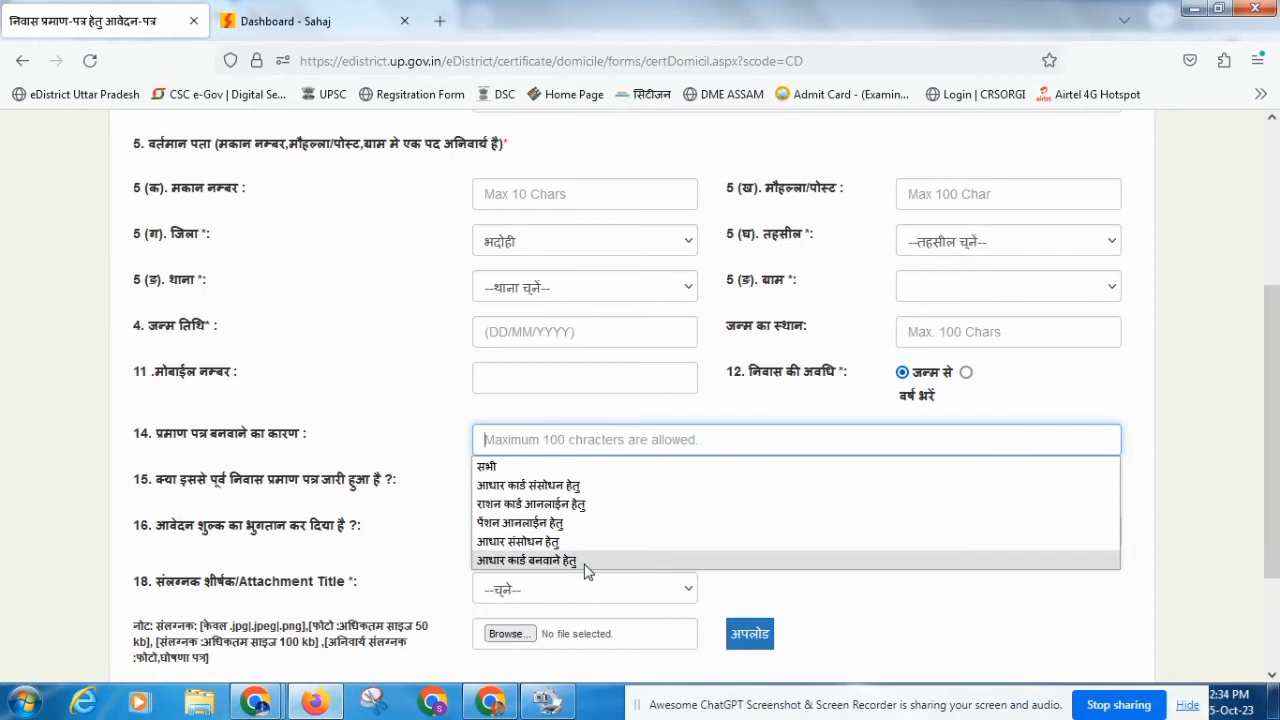 निवास प्रमाण-पत्र हेतु आवेदन-पत्र
Dashboard - Sahaj
https://edistrict.up.gov.in/eDistrict/certificate/domicile/forms/certDomicil.aspx?scode=CD
eDistrict Uttar Pradesh
CSC e-Gov | Digital Se...
UPSC
Regsitration Form
DSC
Home Page
सिटीजन
DME ASSAM
Admit Card - (Examin...
Login | CRSORGI
Airtel 4G Hotspot
5. वर्तमान पता (मकान नम्बर,मौहल्ला/पोस्ट,ग्राम मे एक पद अनिवार्य है)*
5 (क). मकान नम्बर : Max 10 Chars 5 (ख). मौहल्ला/पोस्ट : Max 100 Char
5 (ग). जिला *: भदोही 5 (घ). तहसील *: --तहसील चुनें--
5 (ङ). थाना *: --थाना चुनें-- 5 (ङ). ग्राम *:
4. जन्म तिथि* : (DD/MM/YYYY) जन्म का स्थान: Max. 100 Chars
11 .मोबाईल नम्बर : 12. निवास की अवधि *: जन्म से
वर्ष भरें
14. प्रमाण पत्र बनवाने का कारण : Maximum 100 chracters are allowed..
सभी
15. क्या इससे पूर्व निवास प्रमाण पत्र जारी हुआ है ?: आधार कार्ड संसोधन हेतु
राशन कार्ड आनलाईन हेतु
16. आवेदन शुल्क का भुगतान कर दिया है ?: पेंशन आनलाईन हेतु
आधार संसोधन हेतु
आधार कार्ड बनवाने हेतु
18. संलग्नक शीर्षक/Attachment Title *: --चुने--
नोट: संलग्नक: [केवल .jpg|.jpeg|.png],[फोटो :अधिकतम साइज 50
kb], [संलग्नक :अधिकतम साइज 100 kb] ,[अनिवार्य संलग्नक
:फोटो,घोषणा पत्र]
Browse... No file selected. अपलोड
Awesome ChatGPT Screenshot & Screen Recorder is sharing your screen and audio.
Stop sharing
Hide
2:34 PM
5-Oct-23